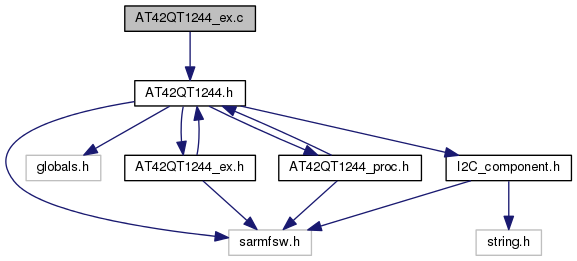 AT42QT1244_ex.c
AT42QT1244.h
globals.h
AT42QT1244_ex.h
AT42QT1244_proc.h
I2C_component.h
sarmfsw.h
string.h